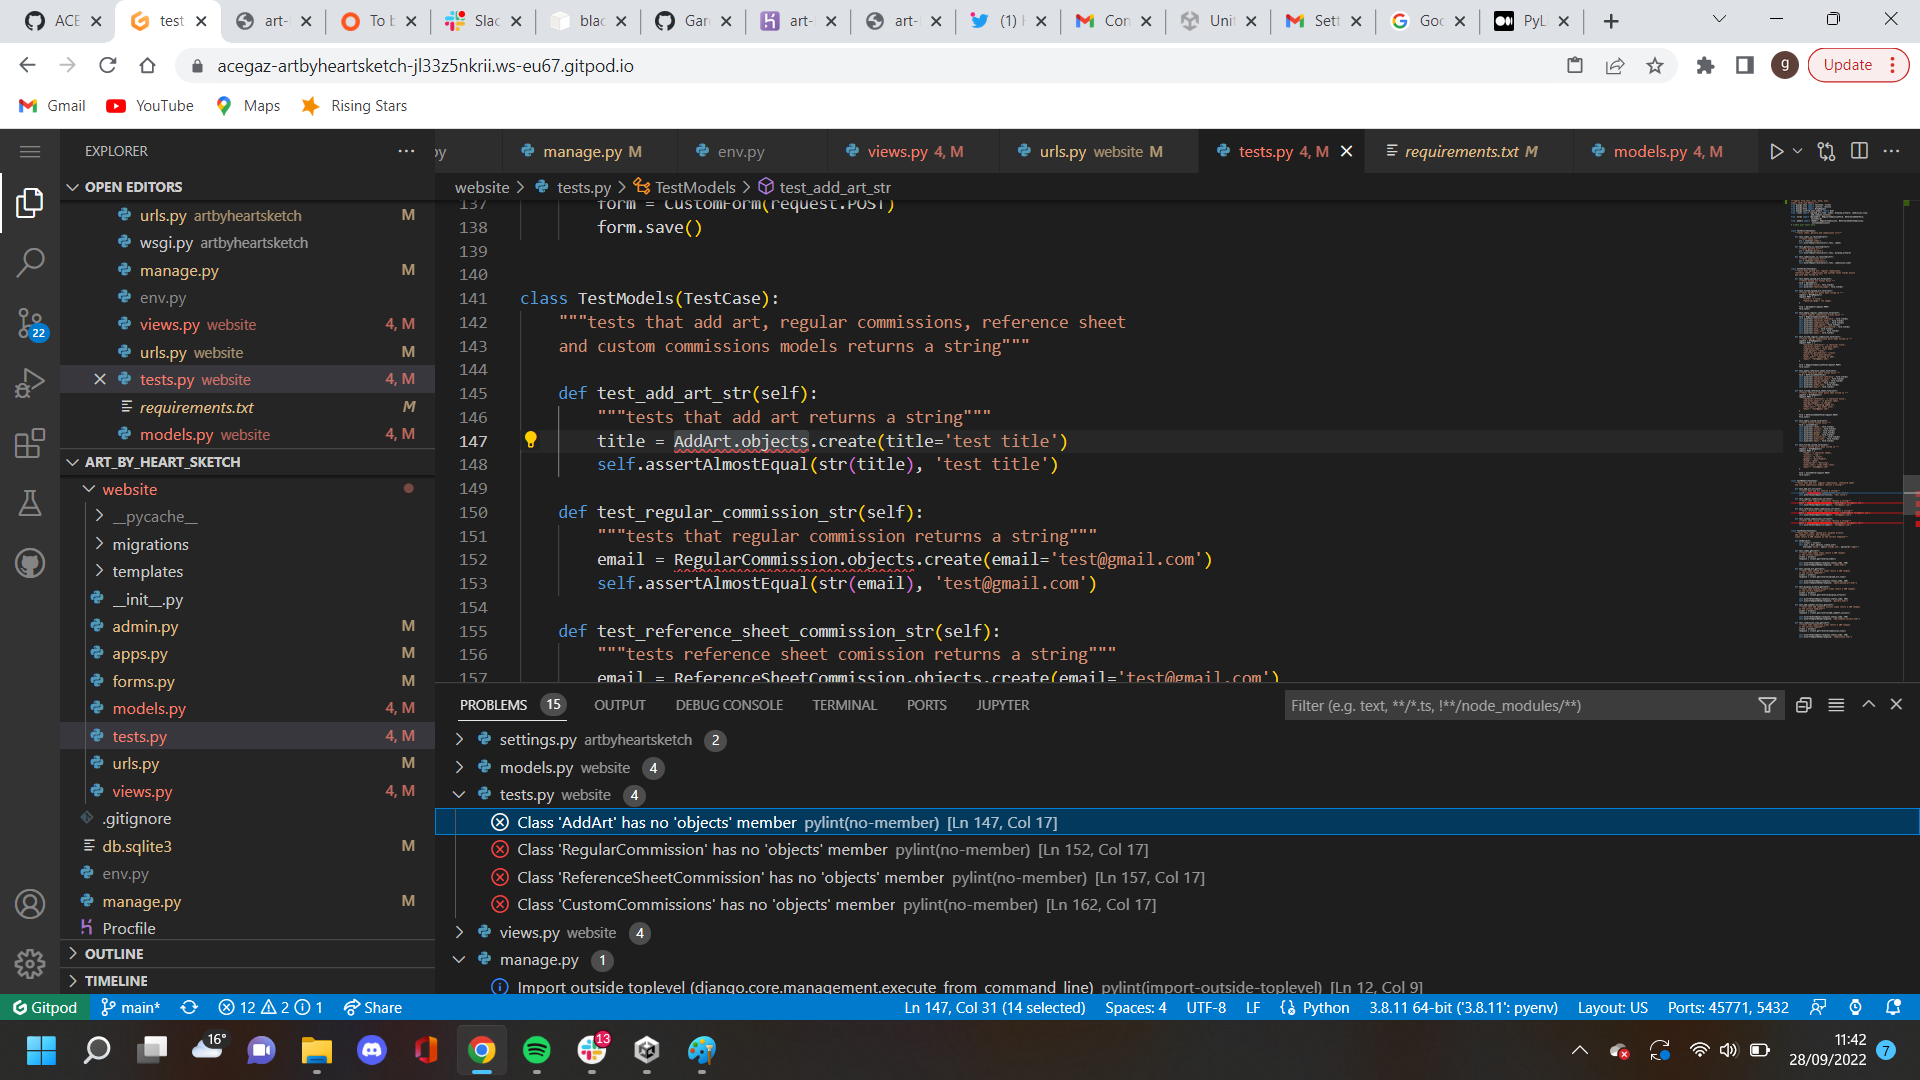 ACE
test
art-
To b
Slac
blac
Gar
art-
art-
(1)
Con
Unit
Sett
Goo
PyL
acegaz-artbyheartsketch-jl33z5nkrii.ws-eu67.gitpod.io
g
Update
Gmail
YouTube
Maps
Rising Stars
EXPLORER
py
manage.py M
env.py
views.py 4, M
urls.py website M
tests.py 4, M
requirements.txt M
models.py 4, M
OPEN EDITORS
website > tests.py > TestModels > test_add_art_str
urls.py artbyheartsketch M
wsgi.py artbyheartsketch
manage.py M
env.py
views.py website 4, M
urls.py website M
tests.py website 4, M
requirements.txt M
models.py website 4, M
22
ART_BY_HEART_SKETCH
website
__pycache__
migrations
templates
__init__.py
admin.py M
apps.py M
forms.py M
models.py 4, M
tests.py 4, M
urls.py M
views.py 4, M
.gitignore
db.sqlite3 M
env.py
manage.py M
Procfile
OUTLINE
TIMELINE
137 form = CustomForm(request.POST)
138 form.save()
139
140
141 class TestModels(TestCase):
142 """tests that add art, regular commissions, reference sheet
143 and custom commissions models returns a string"""
144
145 def test_add_art_str(self):
146 """tests that add art returns a string"""
147 title = AddArt.objects.create(title='test title')
148 self.assertAlmostEqual(str(title), 'test title')
149
150 def test_regular_commission_str(self):
151 """tests that regular commission returns a string"""
152 email = RegularCommission.objects.create(email='test@gmail.com')
153 self.assertAlmostEqual(str(email), 'test@gmail.com')
154
155 def test_reference_sheet_commission_str(self):
156 """tests reference sheet comission returns a string"""
157 email = ReferenceSheetCommission.objects.create(email='test@gmail.com')
PROBLEMS 15
OUTPUT
DEBUG CONSOLE
TERMINAL
PORTS
JUPYTER
Filter (e.g. text, **/*.ts, !**/node_modules/**)
settings.py artbyheartsketch 2
models.py website 4
tests.py website 4
Class 'AddArt' has no 'objects' member pylint(no-member) [Ln 147, Col 17]
Class 'RegularCommission' has no 'objects' member pylint(no-member) [Ln 152, Col 17]
Class 'ReferenceSheetCommission' has no 'objects' member pylint(no-member) [Ln 157, Col 17]
Class 'CustomCommissions' has no 'objects' member pylint(no-member) [Ln 162, Col 17]
views.py website 4
manage.py 1
Import outside toplevel (django.core.management.execute_from_command_line) pylint(import-outside-toplevel) [Ln 12, Col 9]
Gitpod
main*
12
2
1
Share
Ln 147, Col 31 (14 selected)
Spaces: 4
UTF-8
LF
Python
3.8.11 64-bit ('3.8.11': pyenv)
Layout: US
Ports: 45771, 5432
16°
13
11:42
28/09/2022
7